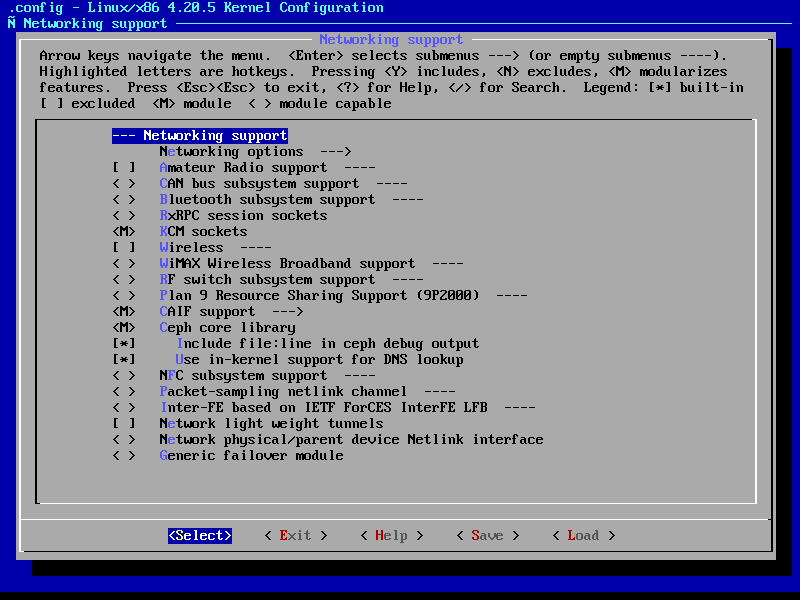 .config - Linux/x86 4.20.5 Kernel Configuration
Ñ Networking support
Networking support
Arrow keys navigate the menu. <Enter> selects submenus ---> (or empty submenus ----).
Highlighted letters are hotkeys. Pressing <Y> includes, <N> excludes, <M> modularizes
features. Press <Esc><Esc> to exit, <?> for Help, </> for Search. Legend: [*] built-in
[ ] excluded <M> module < > module capable
--- Networking support
Networking options --->
[ ] Amateur Radio support ----
< > CAN bus subsystem support ----
< > Bluetooth subsystem support ----
< > RxRPC session sockets
<M> KCM sockets
[ ] Wireless ----
< > WiMAX Wireless Broadband support ----
< > RF switch subsystem support ----
< > Plan 9 Resource Sharing Support (9P2000) ----
<M> CAIF support --->
<M> Ceph core library
[*] Include file:line in ceph debug output
[*] Use in-kernel support for DNS lookup
< > NFC subsystem support ----
< > Packet-sampling netlink channel ----
< > Inter-FE based on IETF ForCES InterFE LFB ----
[ ] Network light weight tunnels
< > Network physical/parent device Netlink interface
< > Generic failover module
<Select> < Exit > < Help > < Save > < Load >